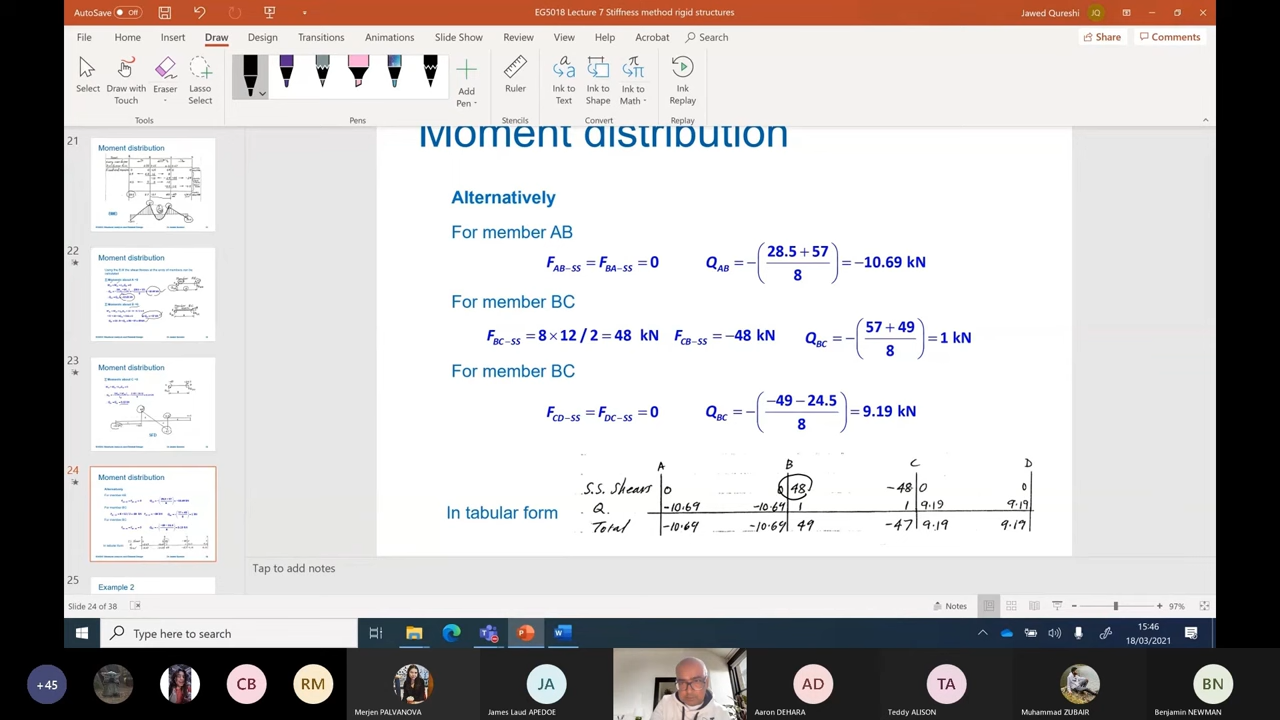 AutoSave Off
EG5018 Lecture 7 Stiffness method rigid structures
Jawed Qureshi JQ
File Home Insert Draw Design Transitions Animations Slide Show Review View Help Acrobat Search
Share Comments
Select
Draw with Touch
Eraser
Lasso Select
Add Pen
Ruler
Ink to Text
Ink to Shape
Ink to Math
Ink Replay
Tools Pens Stencils Convert Replay
21
Moment distribution
22
Moment distribution
23
Moment distribution
24
Moment distribution
25
Example 2
Moment distribution
Alternatively
For member AB
F_AB-SS = F_BA-SS = 0 Q_AB = -((28.5 + 57)/8) = -10.69 kN
For member BC
F_BC-SS = 8 × 12 / 2 = 48 kN F_CB-SS = -48 kN Q_BC = -((57 + 49)/8) = 1 kN
For member BC
F_CD-SS = F_DC-SS = 0 Q_BC = -((-49 - 24.5)/8) = 9.19 kN
In tabular form
A B C D
S.S. Shears 0 0 48 -48 0 0
Q. -10.69 -10.69 1 1 9.19 9.19
Total -10.69 -10.69 49 -47 9.19 9.19
Tap to add notes
Slide 24 of 38
Notes
97%
Type here to search
15:46
18/03/2021
+45
CB
RM
Merjen PALVANOVA
JA
James Laud APEDOE
AD
Aaron DEHARA
TA
Teddy ALISON
Muhammad ZUBAIR
BN
Benjamin NEWMAN